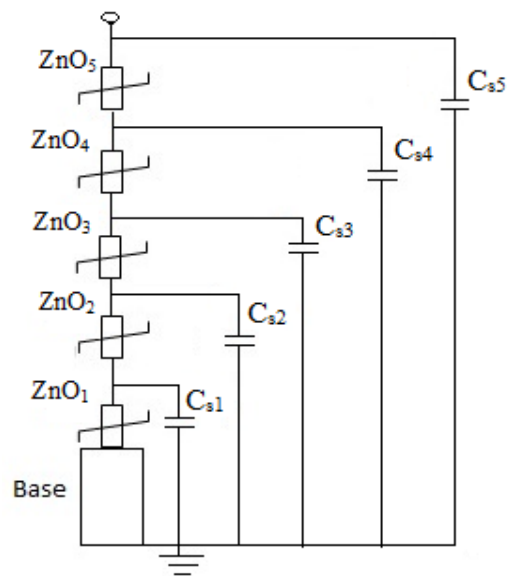 ZnO₅
Cs5
ZnO₄
Cs4
ZnO₃
Cs3
ZnO₂
Cs2
ZnO₁
Cs1
Base